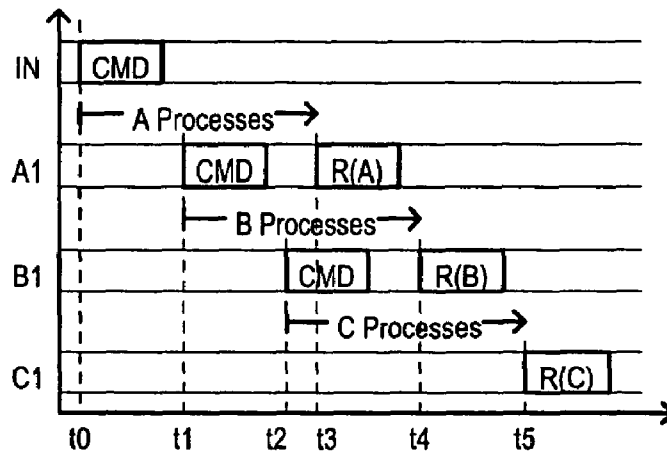 IN CMD
A Processes
A1 CMD R(A)
B Processes
B1 CMD R(B)
C Processes
C1 R(C)
t0 t1 t2 t3 t4 t5